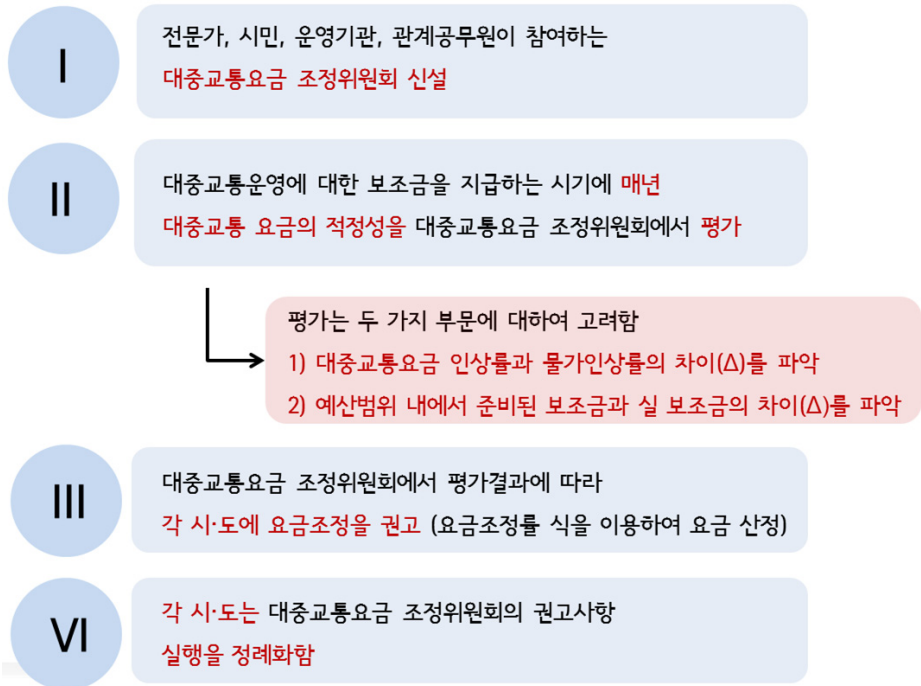 I
전문가, 시민, 운영기관, 관계공무원이 참여하는
대중교통요금 조정위원회 신설
II
대중교통운영에 대한 보조금을 지급하는 시기에 매년
대중교통 요금의 적정성을 대중교통요금 조정위원회에서 평가
평가는 두 가지 부문에 대하여 고려함
1) 대중교통요금 인상률과 물가인상률의 차이(Δ)를 파악
2) 예산범위 내에서 준비된 보조금과 실 보조금의 차이(Δ)를 파악
III
대중교통요금 조정위원회에서 평가결과에 따라
각 시·도에 요금조정을 권고 (요금조정률 식을 이용하여 요금 산정)
VI
각 시·도는 대중교통요금 조정위원회의 권고사항
실행을 정례화함